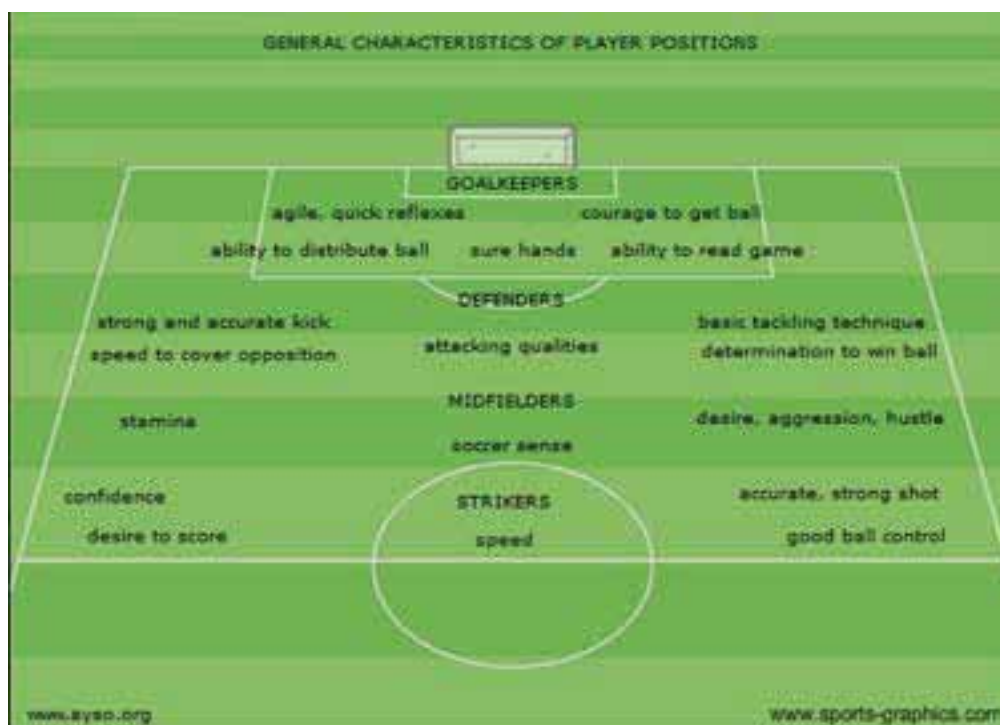 GENERAL CHARACTERISTICS OF PLAYER POSITIONS
GOALKEEPERS
agile, quick reflexes courage to get ball
ability to distribute ball sure hands ability to read game
DEFENDERS
strong and accurate kick basic tackling technique
speed to cover opposition attacking qualities determination to win ball
MIDFIELDERS
stamina desire, aggression, hustle
soccer sense
confidence STRIKERS accurate, strong shot
desire to score speed good ball control
www.ayso.org www.sports-graphics.com